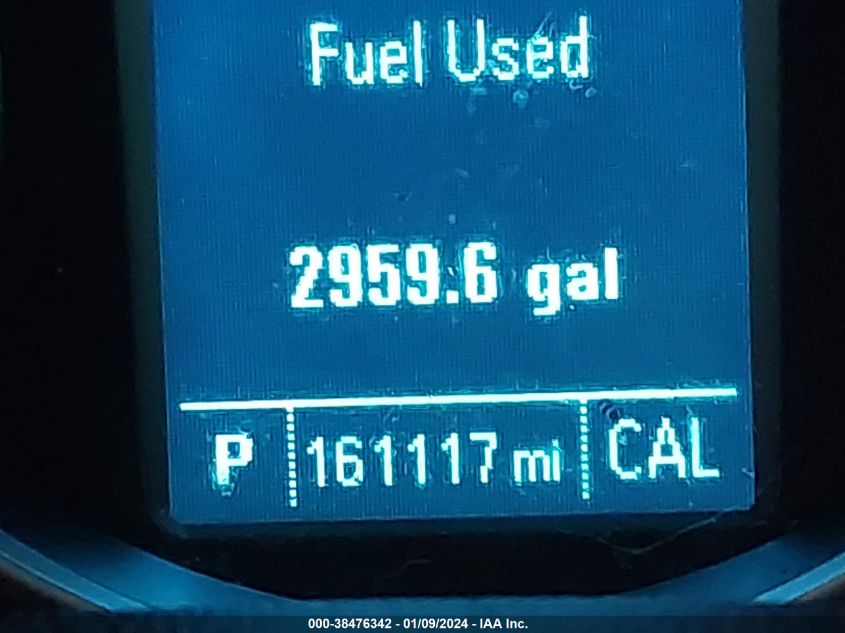 Fuel Used
2959.6 gal
P 161117 mi CAL
000-38476342 - 01/09/2024 - IAA Inc.